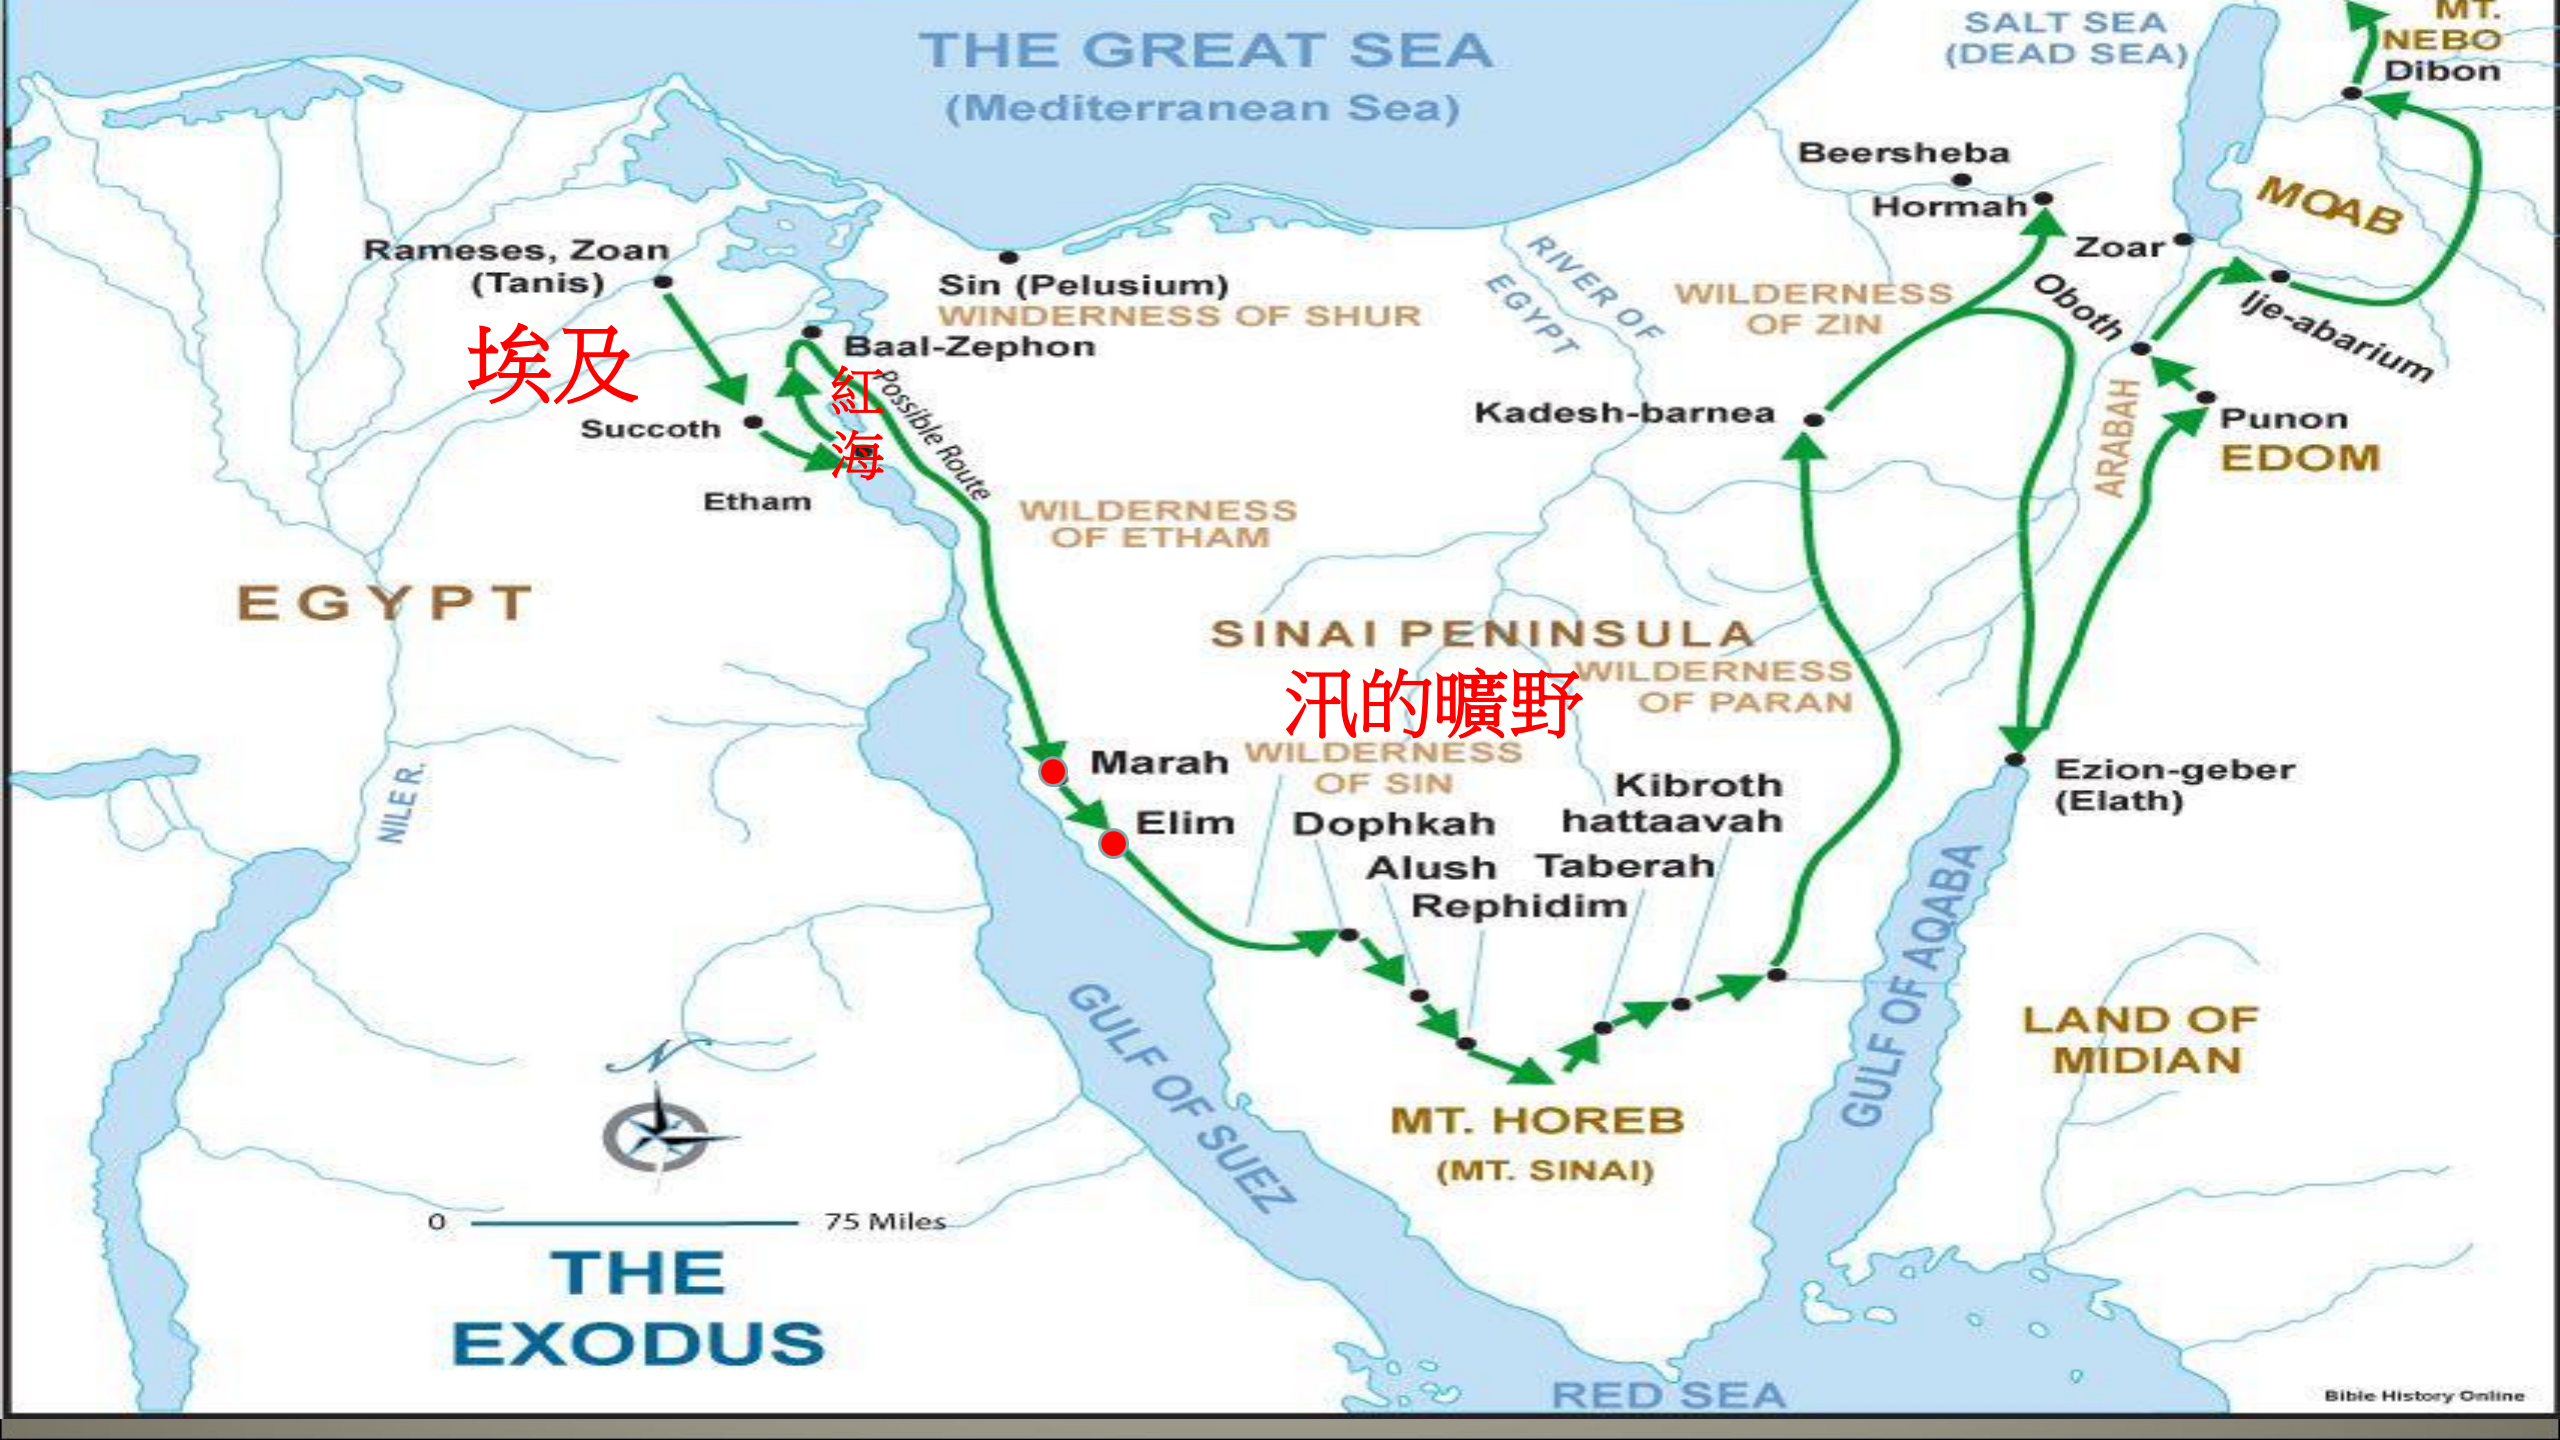 THE GREAT SEA
(Mediterranean Sea)
SALT SEA
(DEAD SEA)
MT.
NEBO
Dibon
Beersheba
Hormah
MOAB
Zoar
Rameses, Zoan
(Tanis)
Sin (Pelusium)
WINDERNESS OF SHUR
RIVER OF
EGYPT
WILDERNESS
OF ZIN
Oboth
Ije-abarium
埃及
Baal-Zephon
紅
海
Possible Route
Succoth
Etham
Kadesh-barnea
ARABAH
Punon
EDOM
WILDERNESS
OF ETHAM
EGYPT
SINAI PENINSULA
汛的曠野
WILDERNESS
OF PARAN
Marah
WILDERNESS
OF SIN
Elim
Dophkah
Kibroth
hattaavah
Alush
Taberah
Rephidim
Ezion-geber
(Elath)
NILE R.
GULF OF SUEZ
GULF OF AQABA
LAND OF
MIDIAN
N
MT. HOREB
(MT. SINAI)
0
75 Miles
THE
EXODUS
RED SEA
Bible History Online